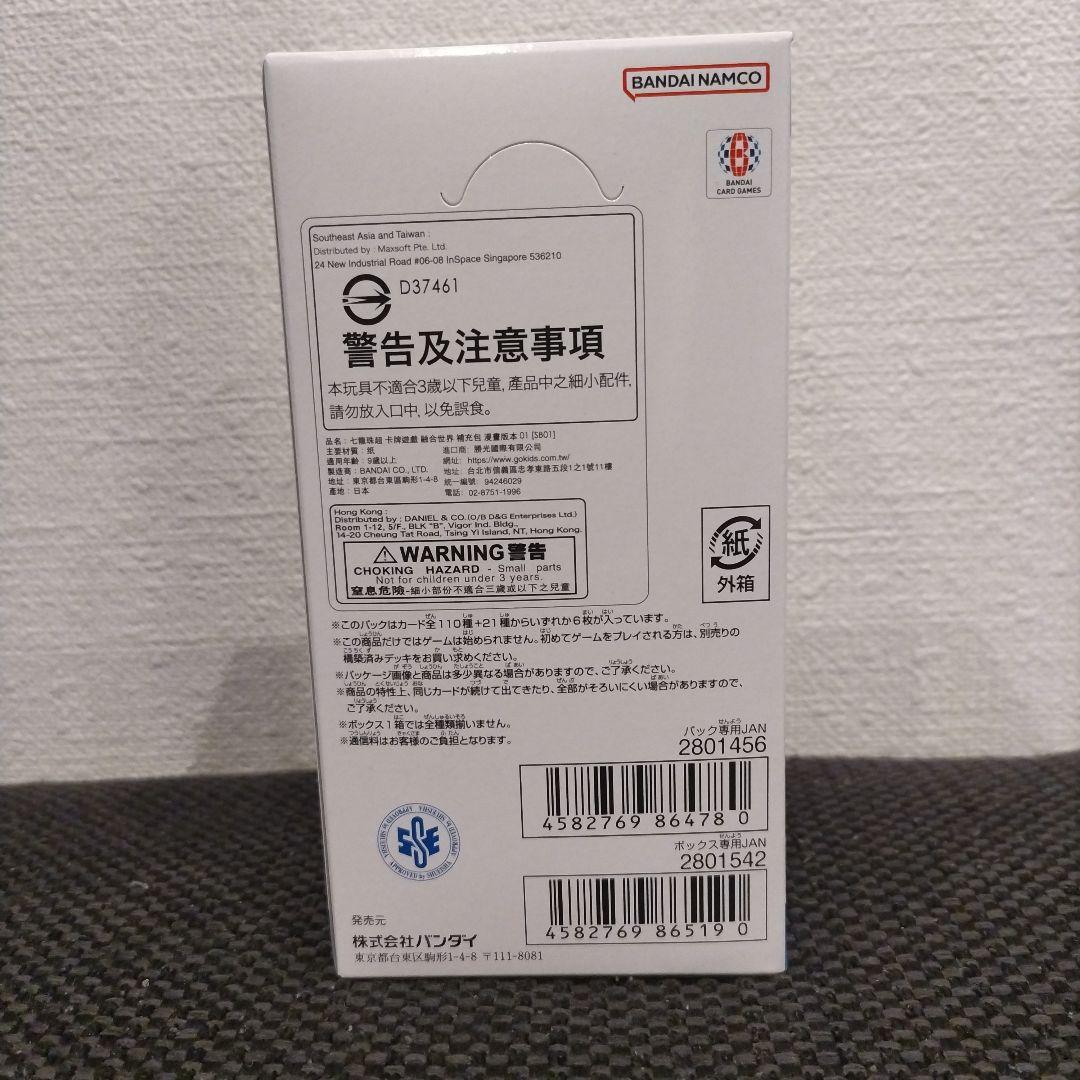 BANDAI NAMCO
BANDAI
CARD GAMES
Southeast Asia and Taiwan :
Distributed by : Maxsoft Pte. Ltd.
24 New Industrial Road #06-08 InSpace Singapore 536210
D37461
警告及注意事項
本玩具不適合3歲以下兒童,產品中之細小配件,
請勿放入口中,以免誤食。
品名 : 七龍珠超 卡牌遊戲 融合世界 補充包 漫畫版本 01 [SB01]
主要材質 : 紙
適用年齡 : 9歲以上
製造商 : BANDAI CO., LTD.
地址 : 東京都台東區駒形1-4-8
產地 : 日本
進口商: 勝光國際有限公司
網址: https://www.gokids.com.tw/
地址: 台北市信義區忠孝東路五段1之1號11樓
統一編號: 94246029
電話: 02-8751-1996
Hong Kong :
Distributed by : DANIEL & CO.(O/B D&G Enterprises Ltd.)
Room 1-12, 5/F., BLK "B", Vigor Ind. Bldg.,
14-20 Cheung Tat Road, Tsing Yi Island, NT, Hong Kong.
WARNING 警告
CHOKING HAZARD - Small parts
Not for children under 3 years.
窒息危險-細小部份不適合三歲或以下之兒童
紙
外箱
※このパックはカード全110種+21種からいずれか6枚が入っています。
※この商品だけではゲームは始められません。初めてゲームをプレイされる方は、別売りの
構築済みデッキをお買い求めください。
※パッケージ画像と商品は多少異なる場合がありますので、ご了承ください。
※商品の特性上、同じカードが続けて出てきたり、全部がそろいにくい場合がありますので、
ご了承ください。
※ボックス1箱では全種類揃いません。
※通信料はお客様のご負担となります。
パック専用JAN
2801456
4582769 864780
ボックス専用JAN
2801542
4582769 865190
APPROVED by SHUEISHA
発売元
株式会社バンダイ
東京都台東区駒形1-4-8 〒111-8081